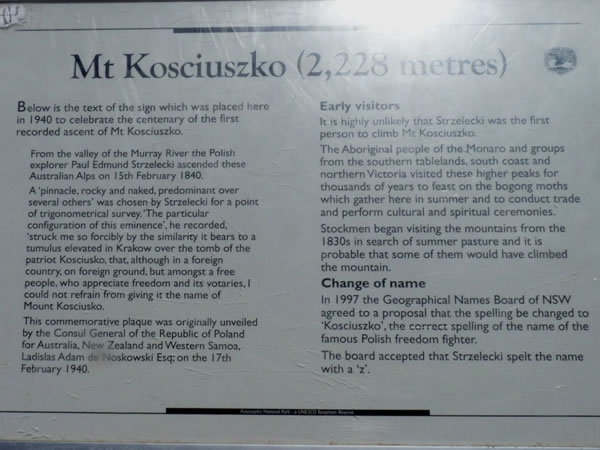 Mt Kosciuszko (2,228 metres)
Below is the text of the sign which was placed here
in 1940 to celebrate the centenary of the first
recorded ascent of Mt Kosciuszko.
From the valley of the Murray River the Polish
explorer Paul Edmund Strzelecki ascended these
Australian Alps on 15th February 1840.
A 'pinnacle, rocky and naked, predominant over
several others' was chosen by Strzelecki for a point
of trigonometrical survey. 'The particular
configuration of this eminence', he recorded,
'struck me so forcibly by the similarity it bears to a
tumulus elevated in Krakow over the tomb of the
patriot Kosciusko, that, although in a foreign
country, on foreign ground, but amongst a free
people, who appreciate freedom and its votaries, I
could not refrain from giving it the name of
Mount Kosciusko.
This commemorative plaque was originally unveiled
by the Consul General of the Republic of Poland
for Australia, New Zealand and Western Samoa,
Ladislas Adam de Noskowski Esq; on the 17th
February 1940.
Early visitors
It is highly unlikely that Strzelecki was the first
person to climb Mt Kosciuszko.
The Aboriginal people of the Monaro and groups
from the southern tablelands, south coast and
northern Victoria visited these higher peaks for
thousands of years to feast on the bogong moths
which gather here in summer and to conduct trade
and perform cultural and spiritual ceremonies.
Stockmen began visiting the mountains from the
1830s in search of summer pasture and it is
probable that some of them would have climbed
the mountain.
Change of name
In 1997 the Geographical Names Board of NSW
agreed to a proposal that the spelling be changed to
'Kosciuszko', the correct spelling of the name of the
famous Polish freedom fighter.
The board accepted that Strzelecki spelt the name
with a 'z'.
Kosciuszko National Park - a UNESCO Biosphere Reserve